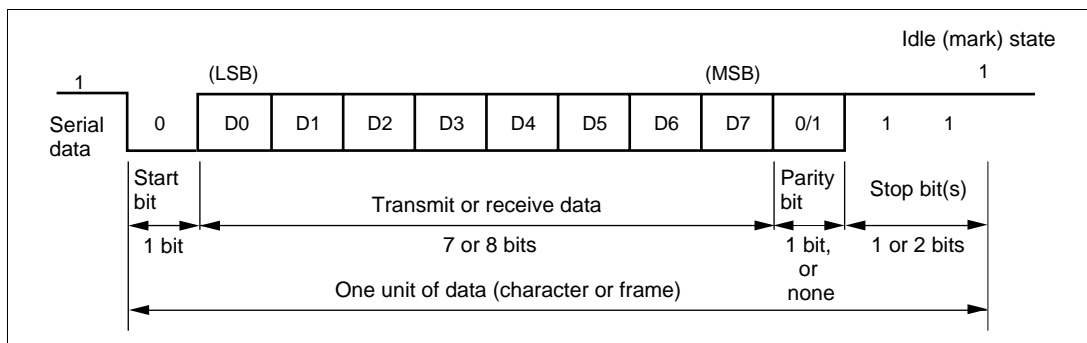 Idle (mark) state
1 (LSB) (MSB) 1
Serial
data
0 D0 D1 D2 D3 D4 D5 D6 D7 0/1 1 1
Start
bit
Transmit or receive data
Parity
bit
Stop bit(s)
1 bit
7 or 8 bits
1 bit,
or
none
1 or 2 bits
One unit of data (character or frame)